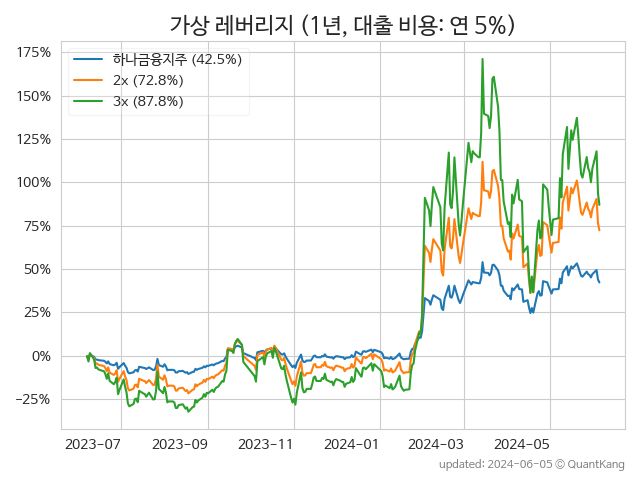 가상 레버리지 (1년, 대출 비용: 연 5%)
하나금융지주 (42.5%)
2x (72.8%)
3x (87.8%)
175%
150%
125%
100%
75%
50%
25%
0%
−25%
2023-07 2023-09 2023-11 2024-01 2024-03 2024-05
updated: 2024-06-05 © QuantKang